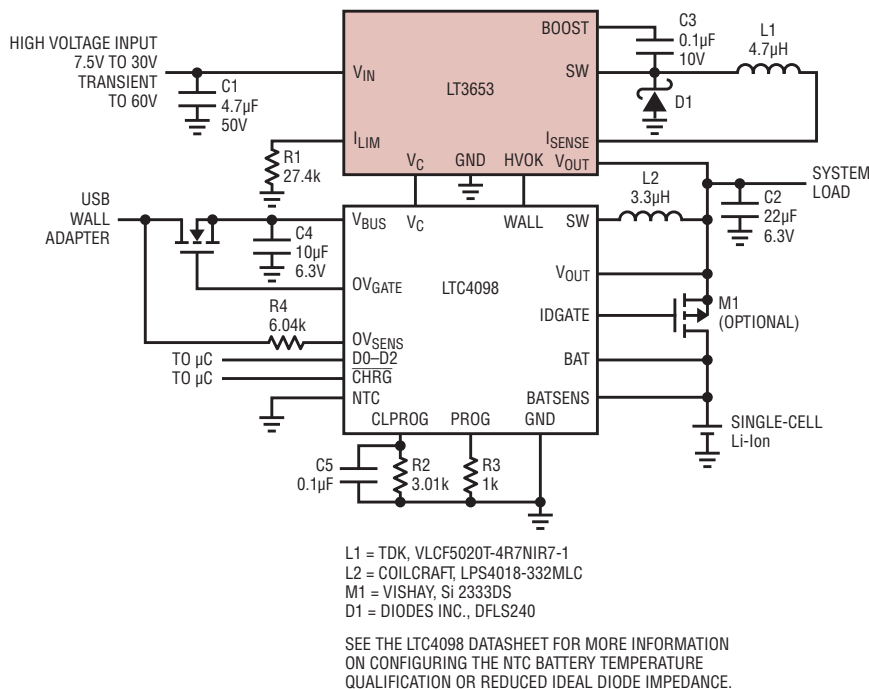 HIGH VOLTAGE INPUT
7.5V TO 30V
TRANSIENT
TO 60V
C1
4.7µF
50V
VIN
BOOST
C3
0.1µF
10V
L1
4.7µH
SW
LT3653
D1
ILIM
ISENSE
R1
27.4k
VC
GND
HVOK
VOUT
SYSTEM
LOAD
L2
3.3µH
C2
22µF
6.3V
USB
WALL
ADAPTER
VBUS
VC
WALL
SW
C4
10µF
6.3V
OVGATE
LTC4098
VOUT
M1
(OPTIONAL)
IDGATE
R4
6.04k
OVSENS
TO µC
D0–D2
BAT
TO µC
CHRG
NTC
BATSENS
CLPROG
PROG
GND
SINGLE-CELL
Li-Ion
C5
0.1µF
R2
3.01k
R3
1k
L1 = TDK, VLCF5020T-4R7NIR7-1
L2 = COILCRAFT, LPS4018-332MLC
M1 = VISHAY, Si 2333DS
D1 = DIODES INC., DFLS240
SEE THE LTC4098 DATASHEET FOR MORE INFORMATION
ON CONFIGURING THE NTC BATTERY TEMPERATURE
QUALIFICATION OR REDUCED IDEAL DIODE IMPEDANCE.